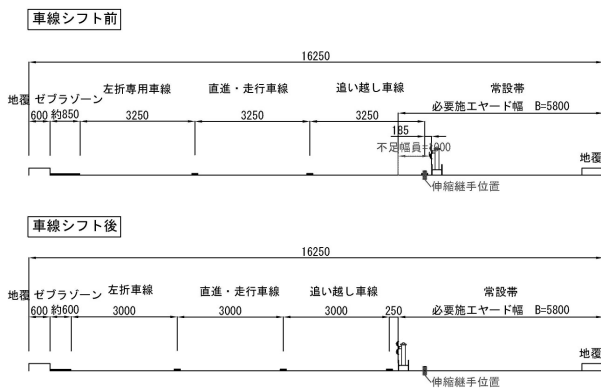 車線シフト前
16250
左折専用車線 直進・走行車線 追い越し車線 常設帯
地覆 ゼブラゾーン 必要施工ヤード幅 B=5800
600 約850 3250 3250 3250
185
不足幅員=1000
地覆
伸縮継手位置
車線シフト後
16250
左折車線 直進・走行車線 追い越し車線 常設帯
地覆 ゼブラゾーン
600 約600 3000 3000 3000 250 必要施工ヤード幅 B=5800
地覆
伸縮継手位置